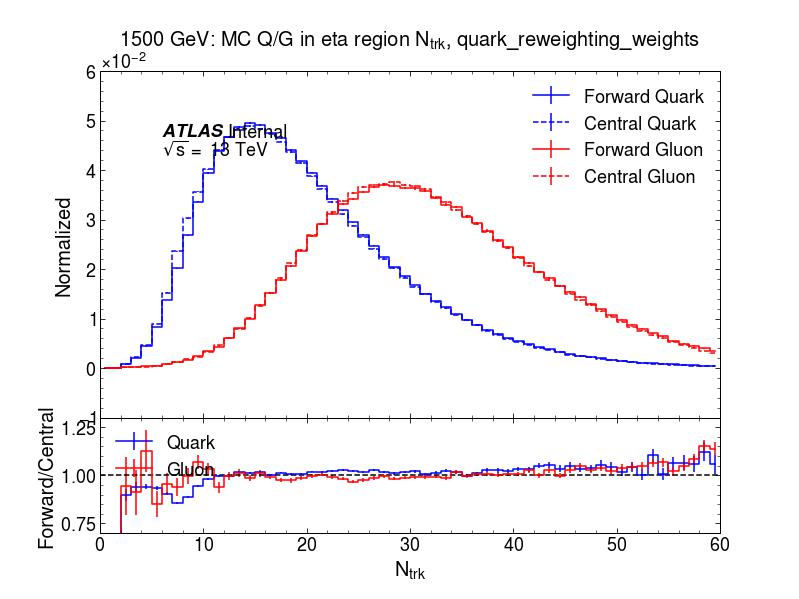 1500 GeV: MC Q/G in eta region Ntrk, quark_reweighting_weights
×10−2
6
5
4
3
2
1
0
−1
Normalized
ATLAS Internal
√s = 13 TeV
Forward Quark
Central Quark
Forward Gluon
Central Gluon
1.25
1.00
0.75
Forward/Central
Quark
Gluon
0 10 20 30 40 50 60
Ntrk